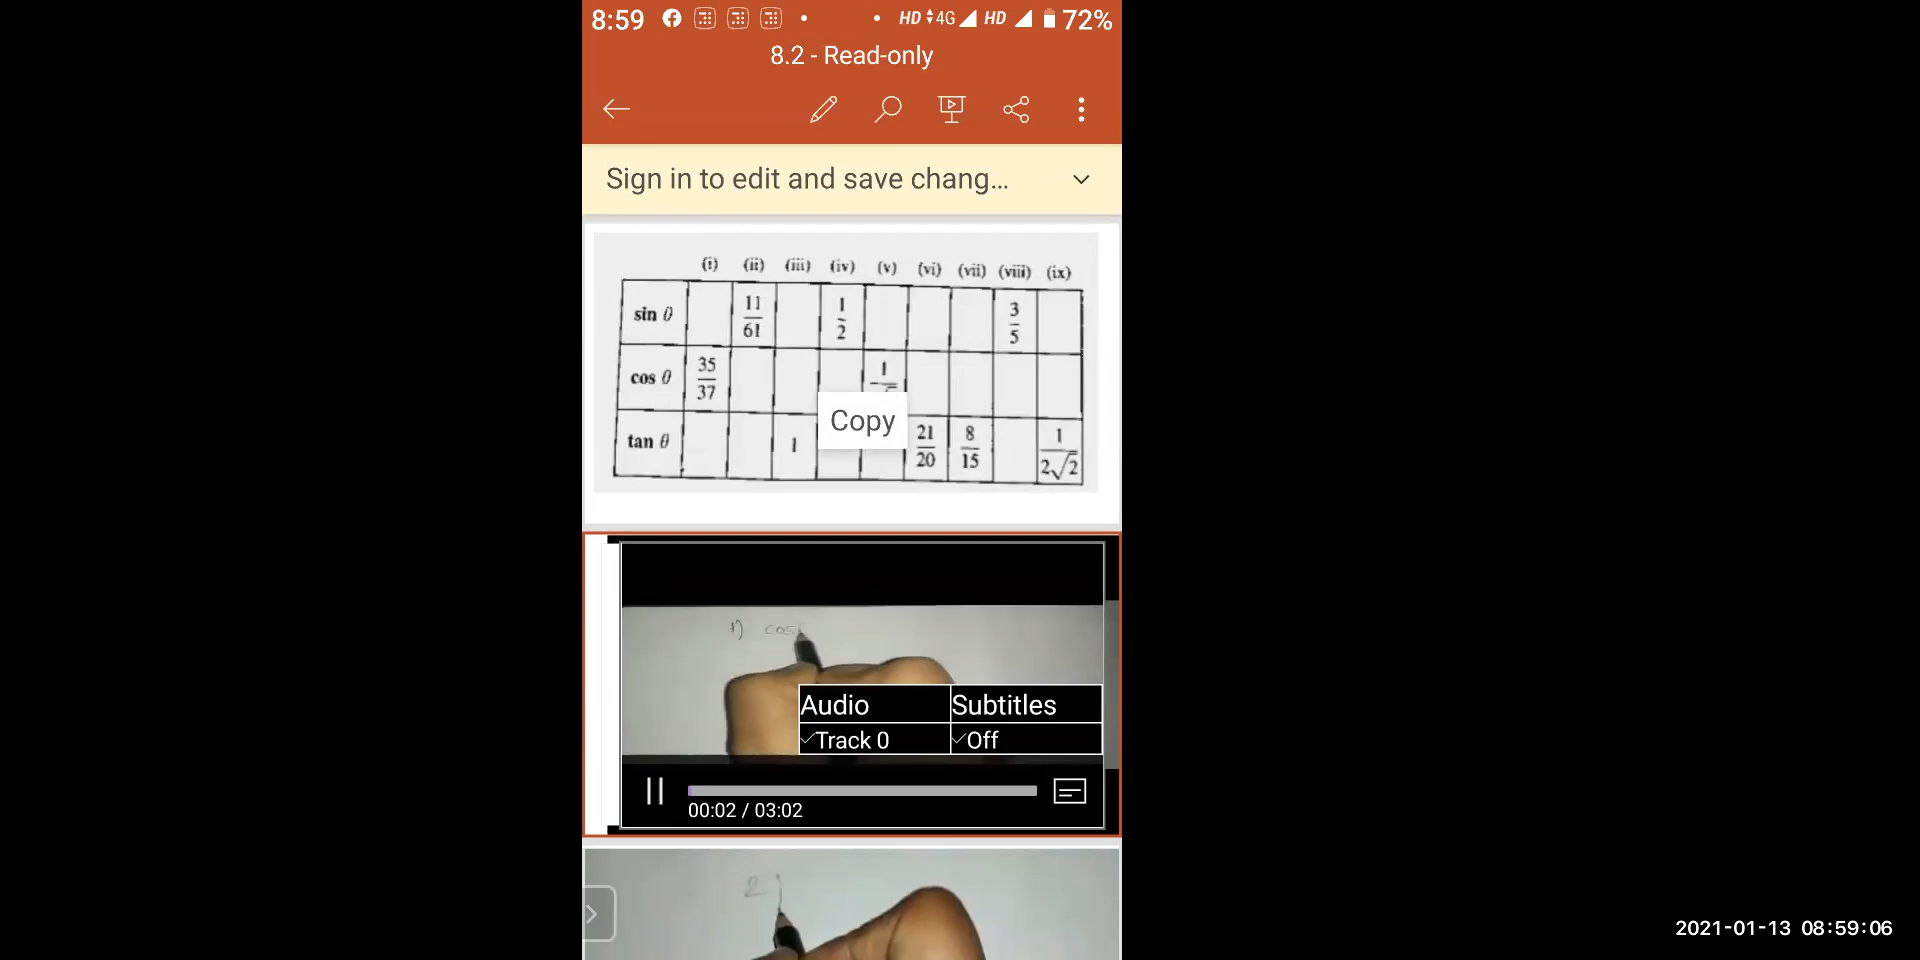 8:59 HD 4G HD 72%
8.2 - Read-only
Sign in to edit and save chang...
(i) (ii) (iii) (iv) (v) (vi) (vii) (viii) (ix)
sin θ 11/61 1/2 3/5
cos θ 35/37 1
Copy
tan θ 1 21/20 8/15 1/2√2
1) cos
Audio Subtitles
Track 0 Off
00:02 / 03:02
2)
2021-01-13 08:59:06